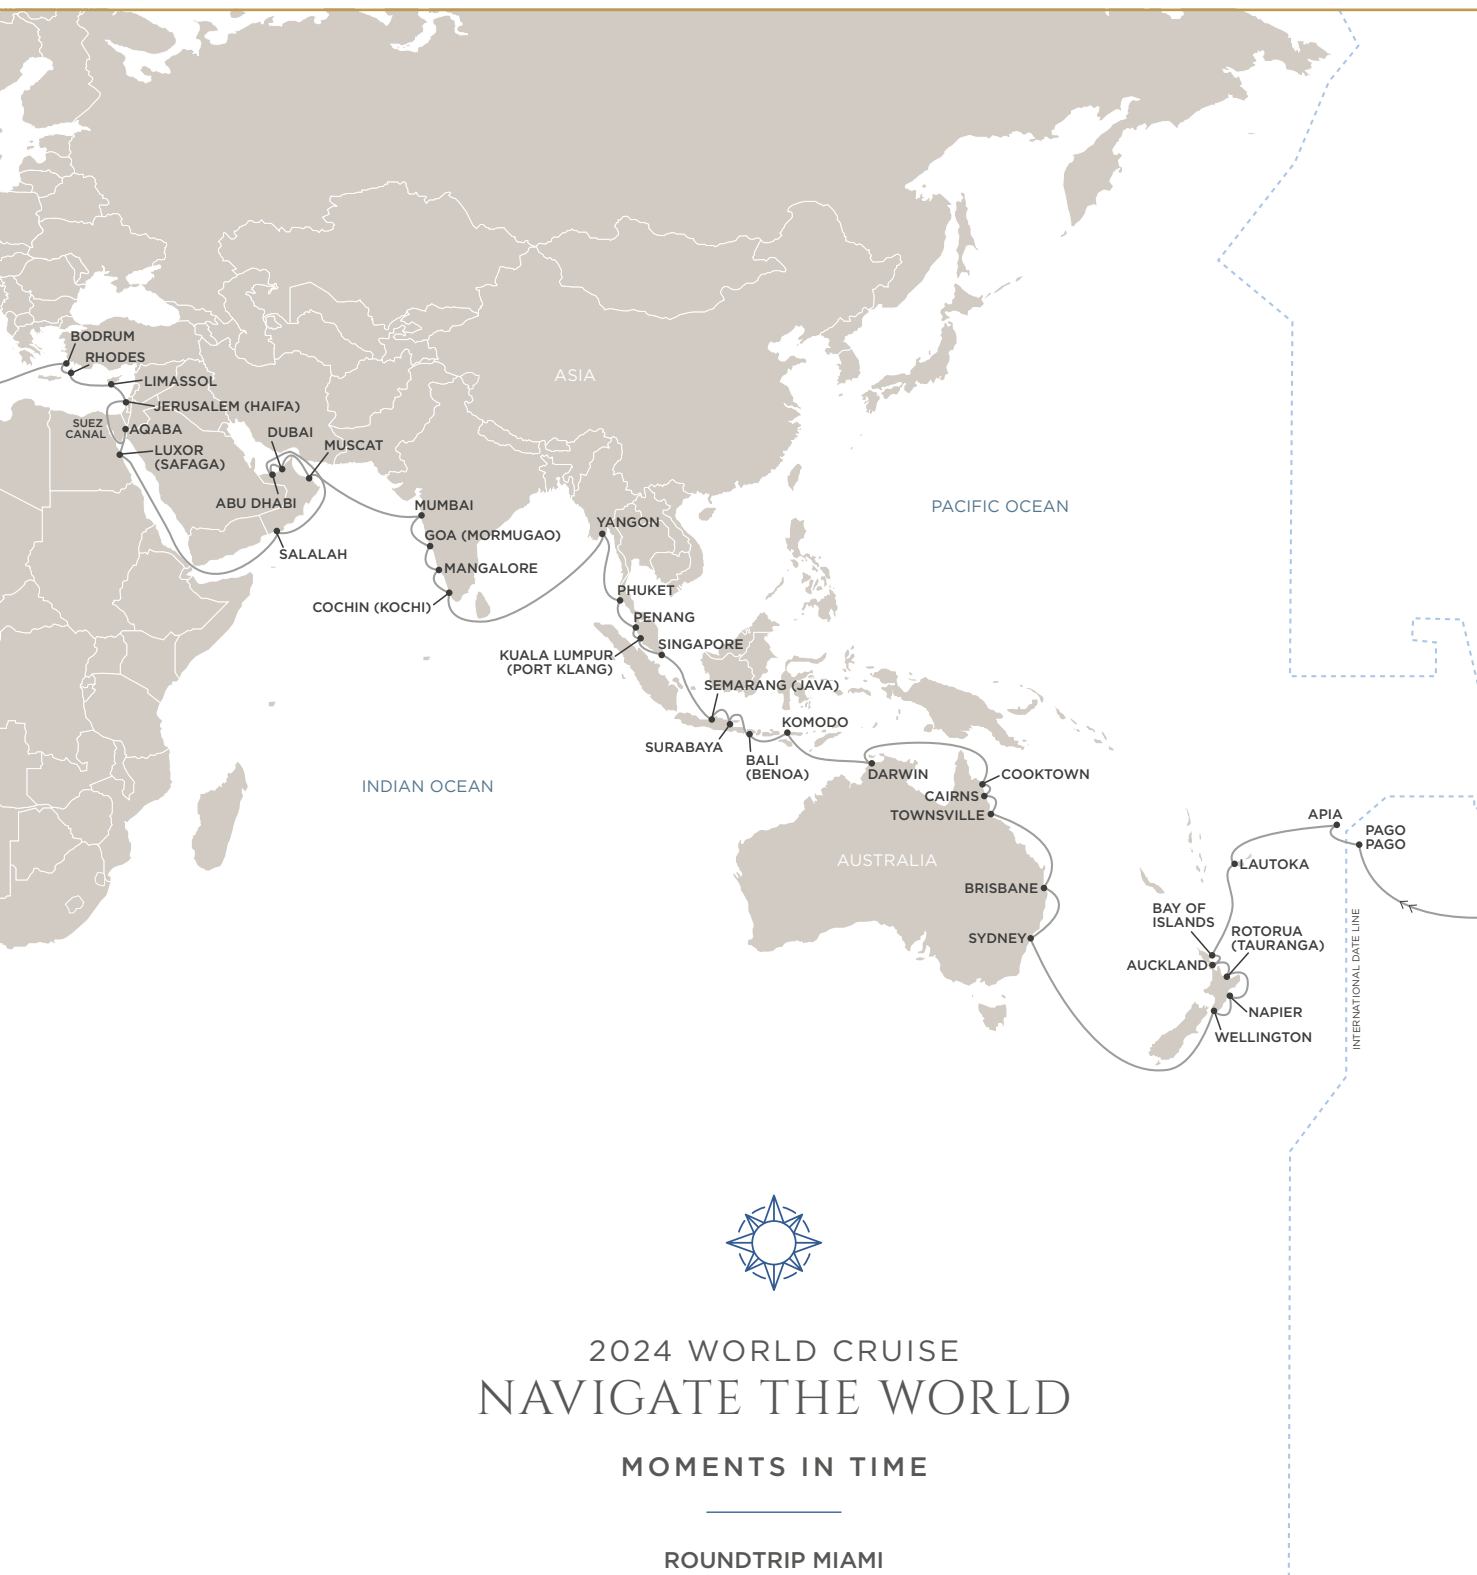 BODRUM
RHODES
ASIA
LIMASSOL
JERUSALEM (HAIFA)
SUEZ
CANAL
AQABA
DUBAI
MUSCAT
LUXOR
(SAFAGA)
ABU DHABI
MUMBAI
PACIFIC OCEAN
YANGON
GOA (MORMUGAO)
SALALAH
MANGALORE
PHUKET
COCHIN (KOCHI)
PENANG
SINGAPORE
KUALA LUMPUR
(PORT KLANG)
SEMARANG (JAVA)
KOMODO
SURABAYA
BALI
(BENOA)
DARWIN
COOKTOWN
INDIAN OCEAN
CAIRNS
TOWNSVILLE
APIA
PAGO
PAGO
AUSTRALIA
LAUTOKA
BRISBANE
BAY OF
ISLANDS
ROTORUA
(TAURANGA)
SYDNEY
AUCKLAND
INTERNATIONAL DATE LINE
NAPIER
WELLINGTON
2024 WORLD CRUISE
NAVIGATE THE WORLD
MOMENTS IN TIME
ROUNDTRIP MIAMI